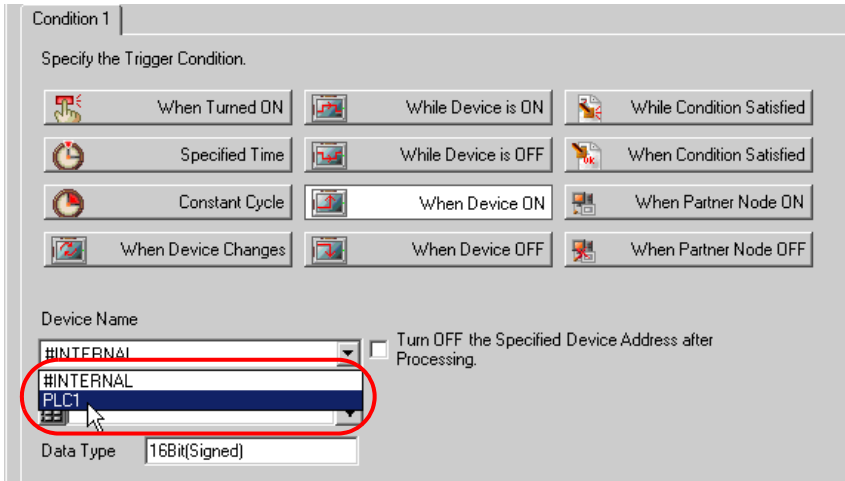 Condition 1
Specify the Trigger Condition.
When Turned ON
While Device is ON
While Condition Satisfied
Specified Time
While Device is OFF
When Condition Satisfied
Constant Cycle
When Device ON
When Partner Node ON
When Device Changes
When Device OFF
When Partner Node OFF
Device Name
#INTERNAL
Turn OFF the Specified Device Address after
Processing.
#INTERNAL
PLC1
Data Type
16Bit(Signed)